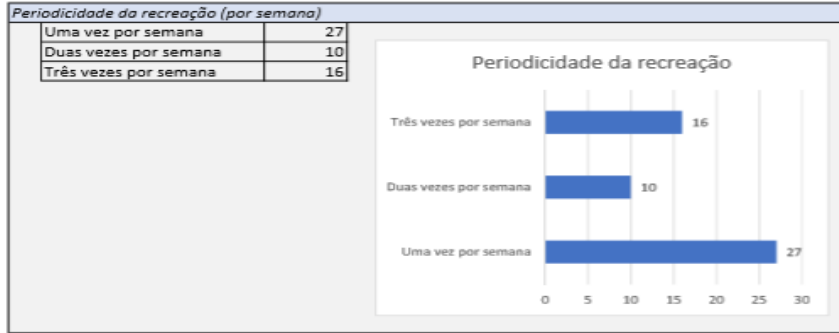 Periodicidade da recreação (por semana)
Uma vez por semana 27
Duas vezes por semana 10
Três vezes por semana 16
Periodicidade da recreação
Três vezes por semana 16
Duas vezes por semana 10
Uma vez por semana 27
0 5 10 15 20 25 30